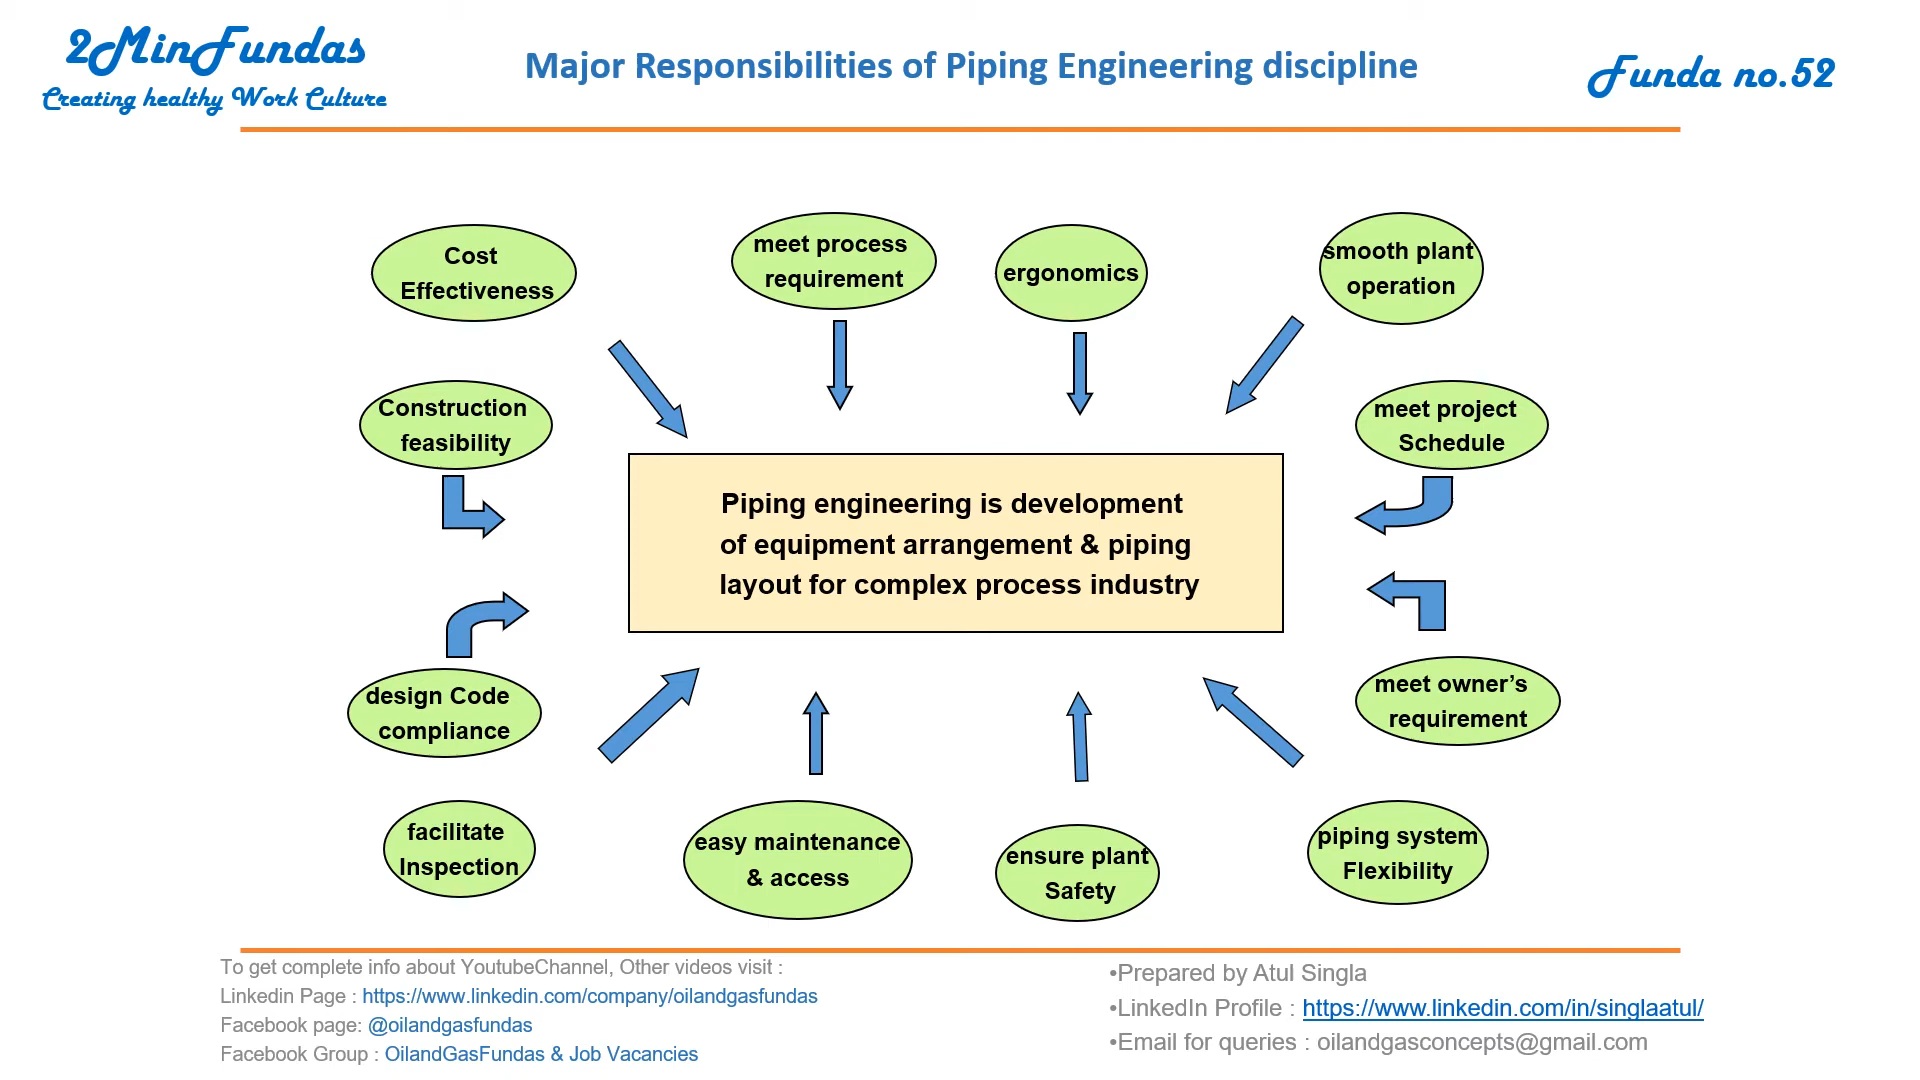 2MinFundas
Creating healthy Work Culture
Major Responsibilities of Piping Engineering discipline
Funda no.52
Cost
Effectiveness
meet process
requirement
ergonomics
smooth plant
operation
Construction
feasibility
meet project
Schedule
Piping engineering is development
of equipment arrangement & piping
layout for complex process industry
design Code
compliance
meet owner’s
requirement
facilitate
Inspection
easy maintenance
& access
ensure plant
Safety
piping system
Flexibility
To get complete info about YoutubeChannel, Other videos visit :
Linkedin Page : https://www.linkedin.com/company/oilandgasfundas
Facebook page: @oilandgasfundas
Facebook Group : OilandGasFundas & Job Vacancies
•Prepared by Atul Singla
•LinkedIn Profile : https://www.linkedin.com/in/singlaatul/
•Email for queries : oilandgasconcepts@gmail.com